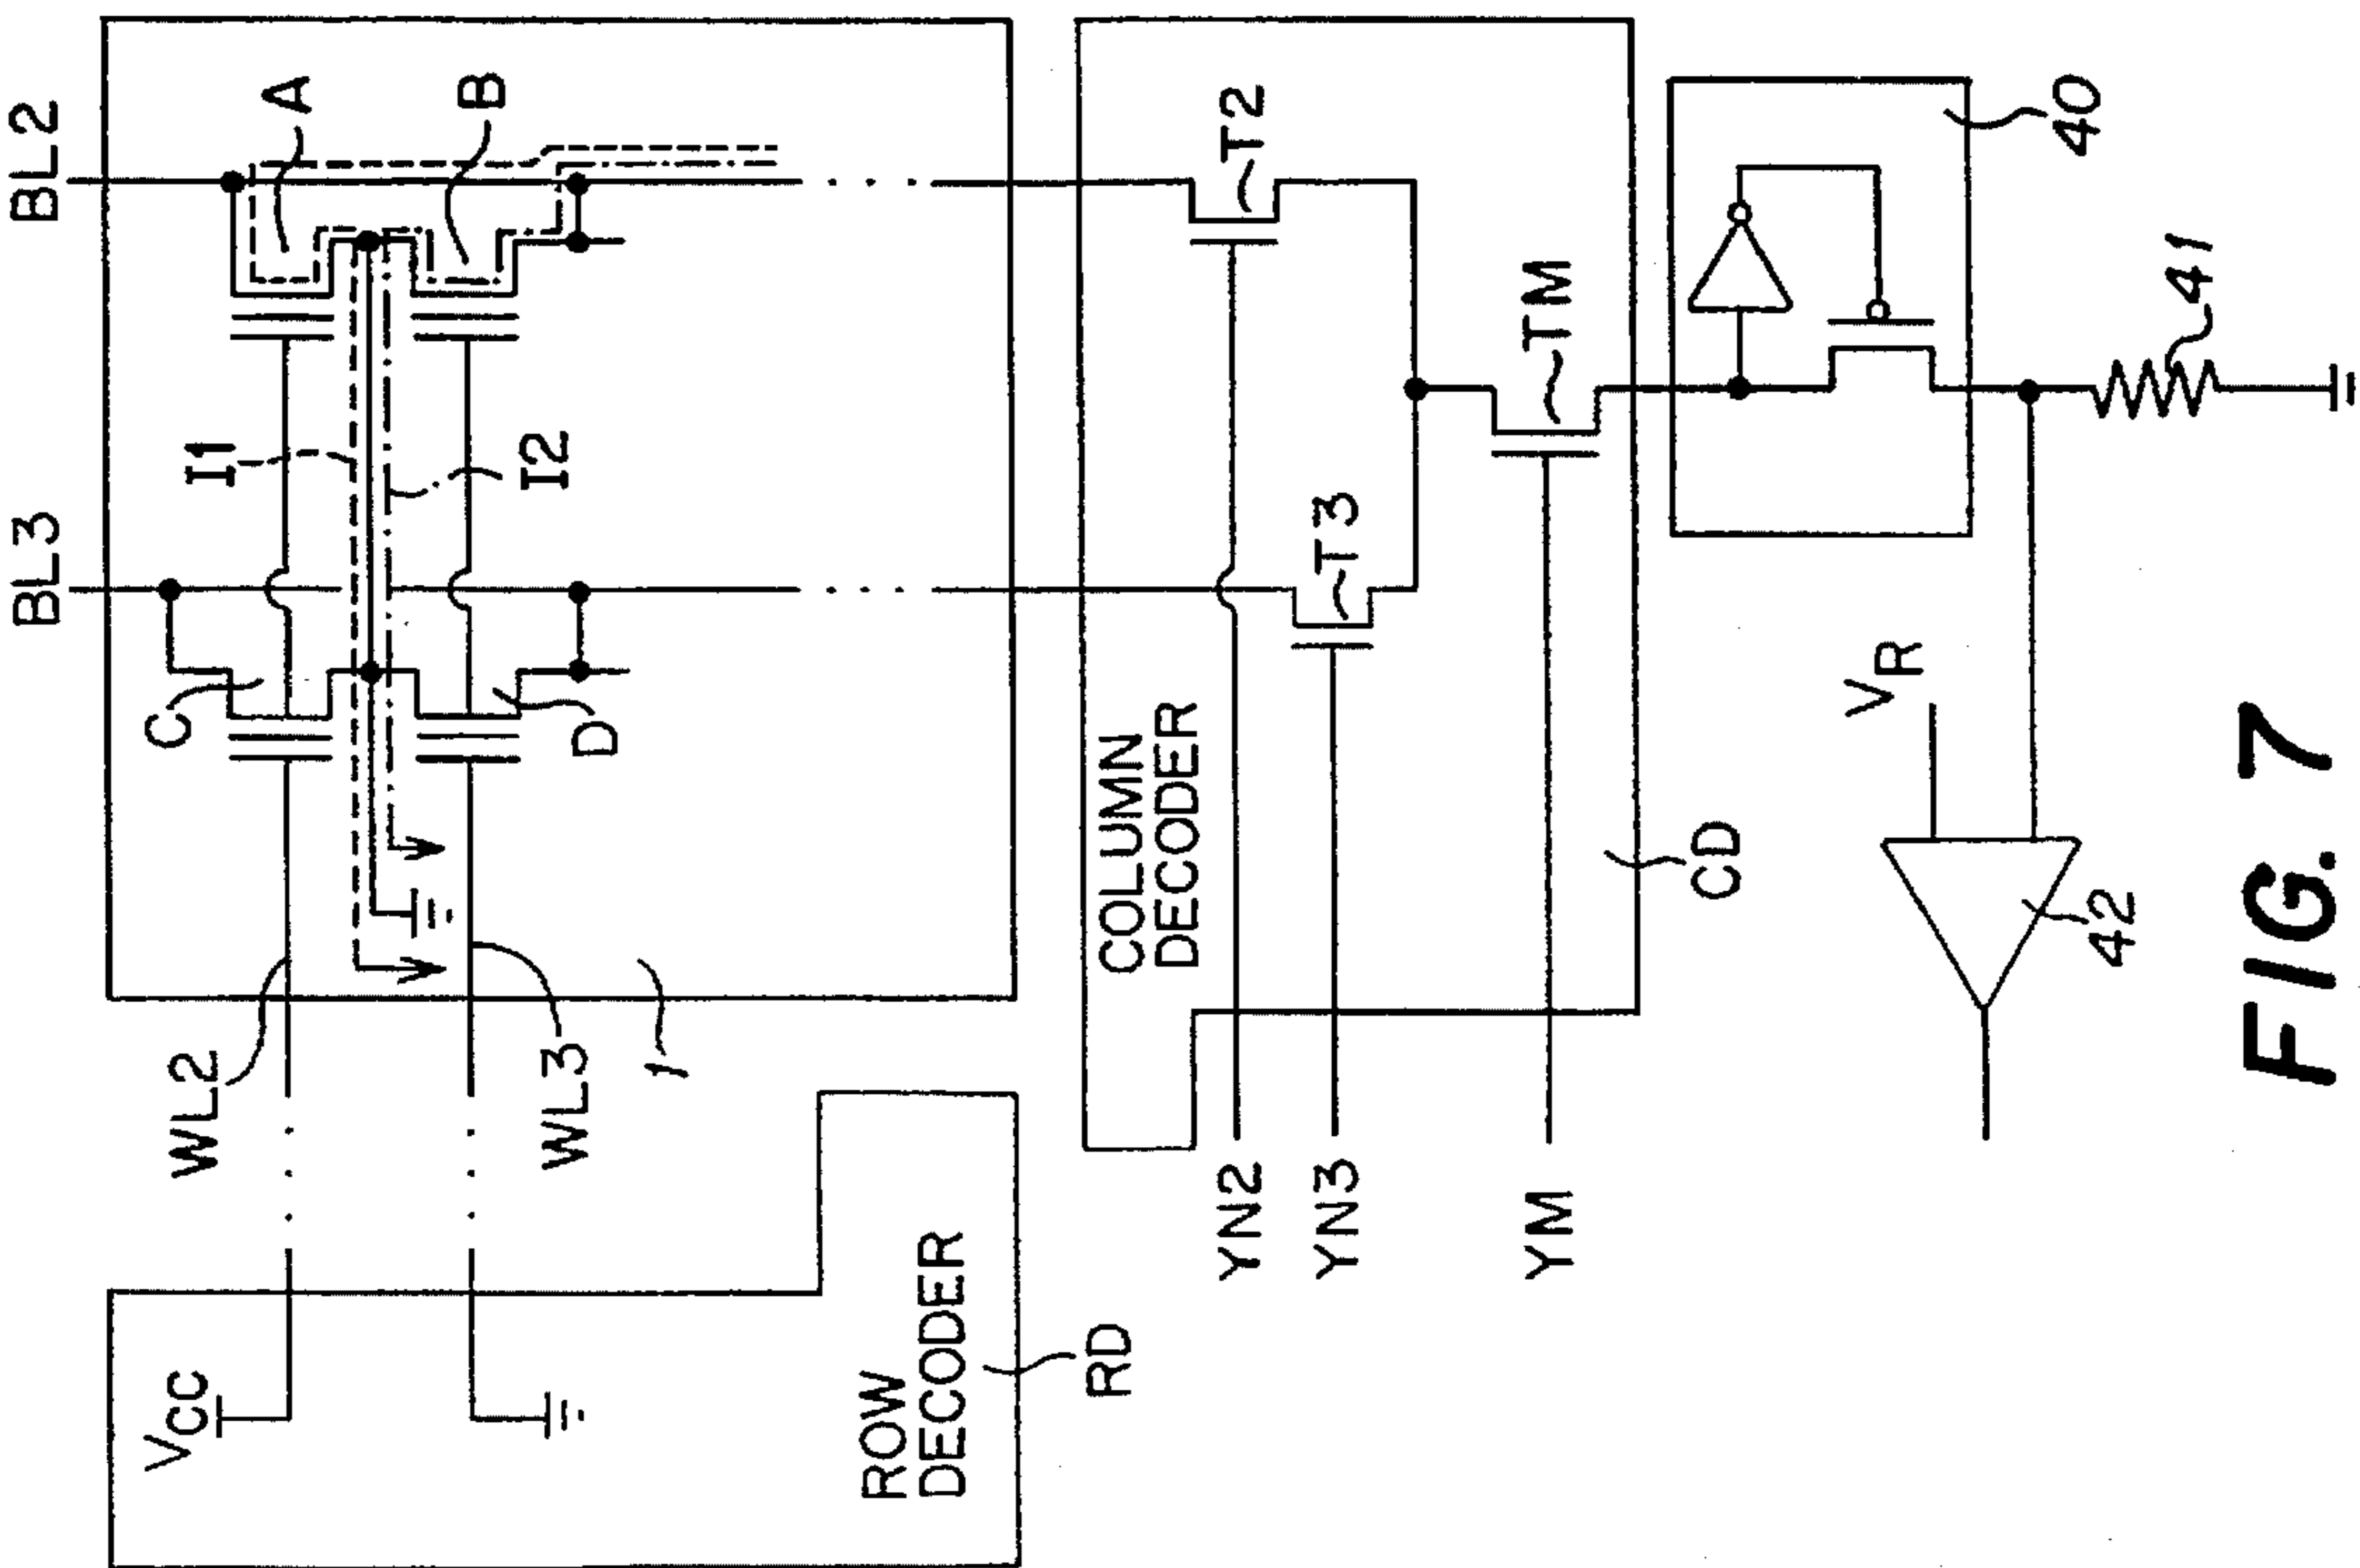 BL3
BL2
A
B
I1
I2
C
D
WL2
WL3
1
VCC
ROW
DECODER
RD
COLUMN
DECODER
T2
T3
TM
YN2
YN3
YM
CD
40
41
VR
42
FIG. 7